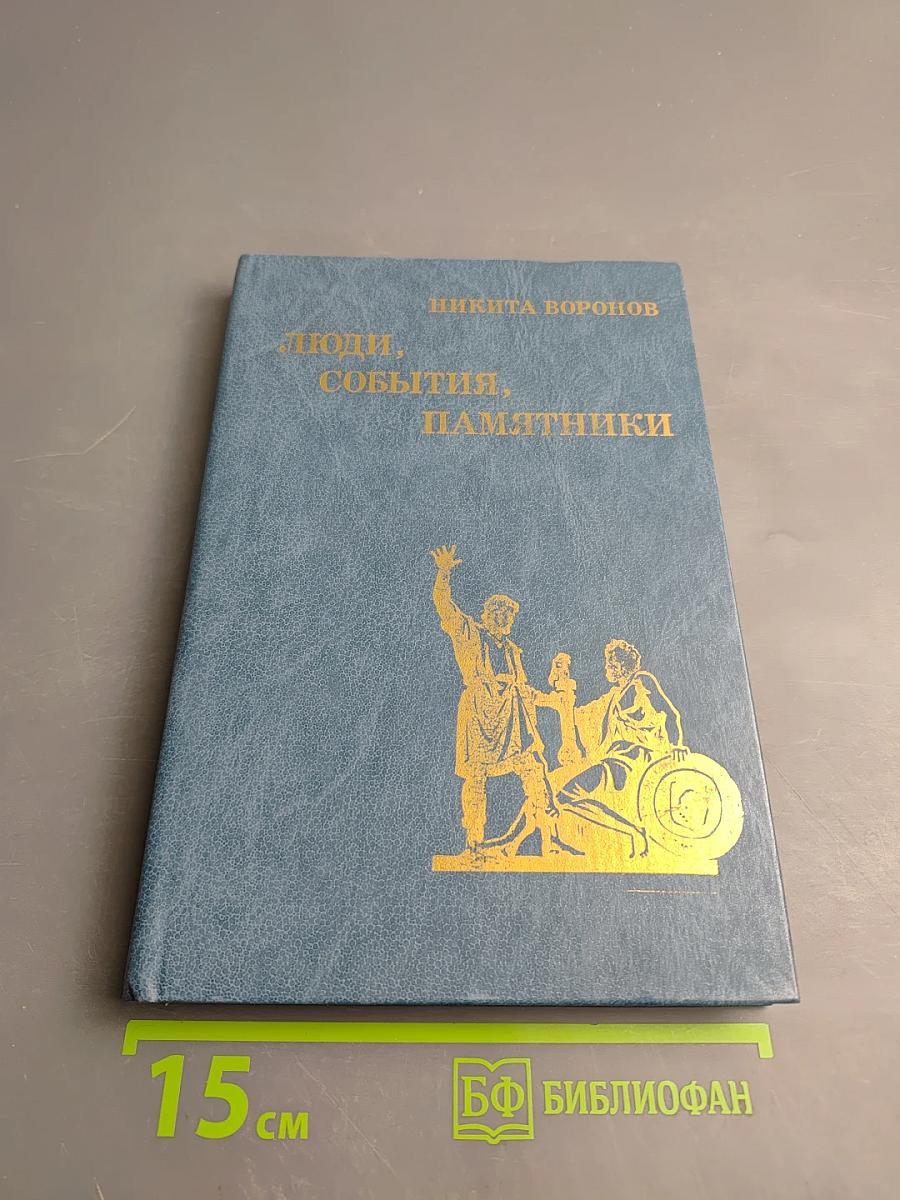 НИКИТА ВОРОНОВ
ЛЮДИ,
СОБЫТИЯ,
ПАМЯТНИКИ
15 см
БФ БИБЛИОФАН